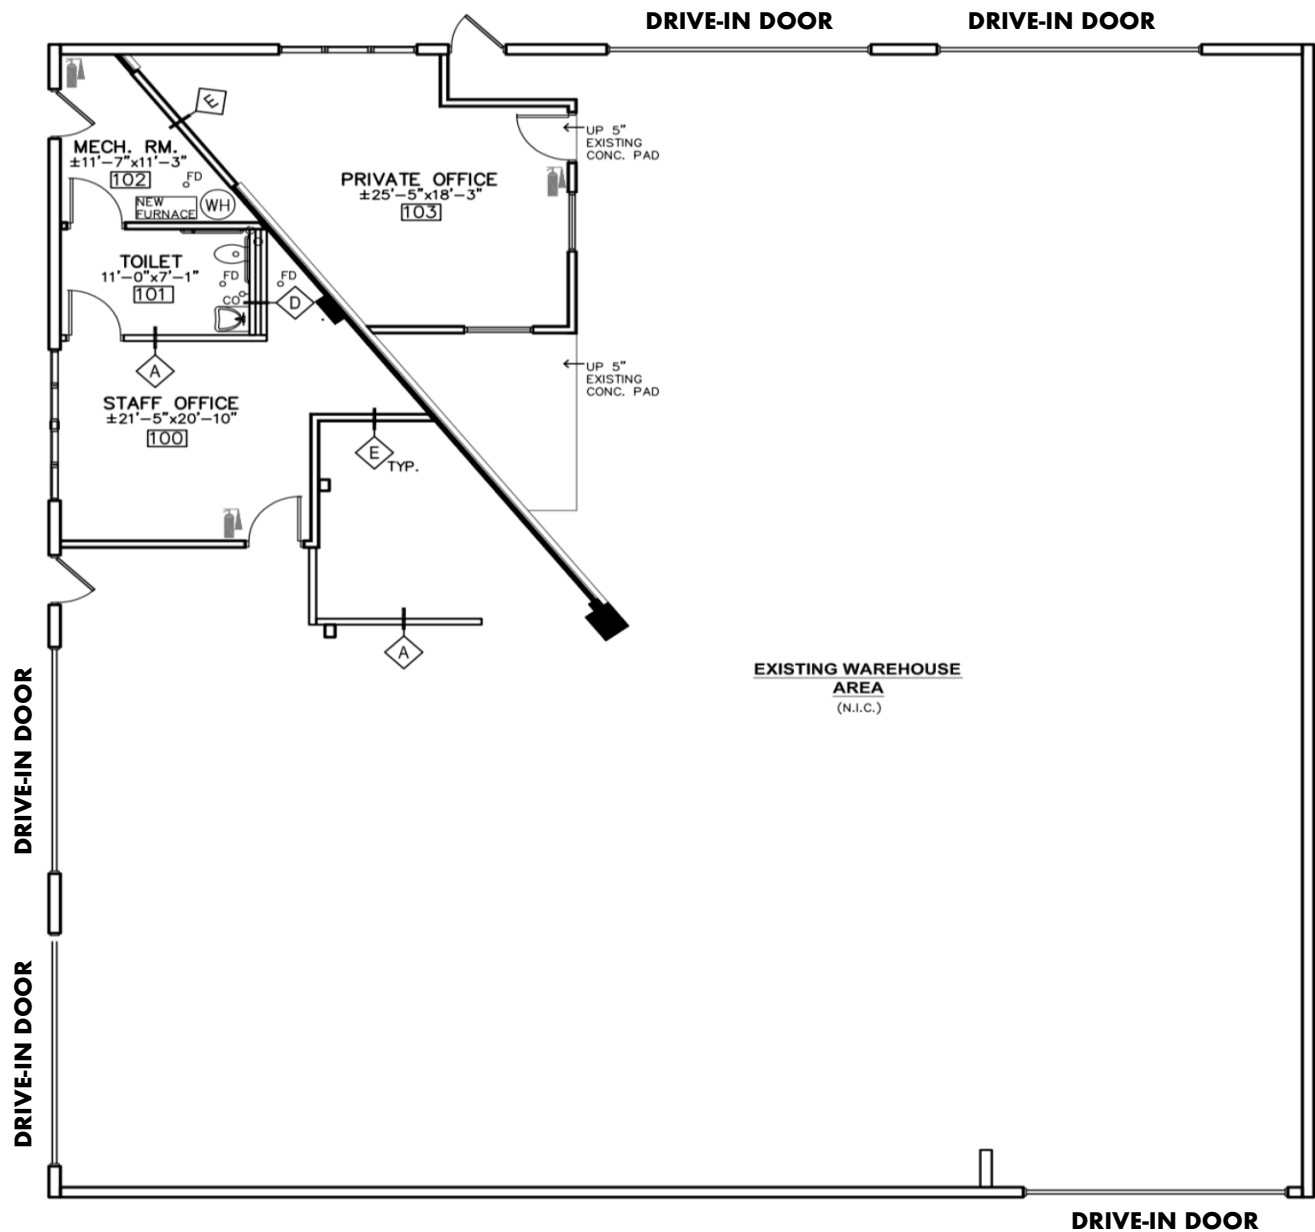 DRIVE-IN DOOR
DRIVE-IN DOOR
E
UP 5"
EXISTING
CONC. PAD
MECH. RM.
±11'-7"x11'-3"
102
FD
NEW
FURNACE
WH
PRIVATE OFFICE
±25'-5"x18'-3"
103
TOILET
11'-0"x7'-1"
101
FD
CO
FD
D
A
UP 5"
EXISTING
CONC. PAD
STAFF OFFICE
±21'-5"x20'-10"
100
E
TYP.
A
EXISTING WAREHOUSE
AREA
(N.I.C.)
DRIVE-IN DOOR
DRIVE-IN DOOR
DRIVE-IN DOOR